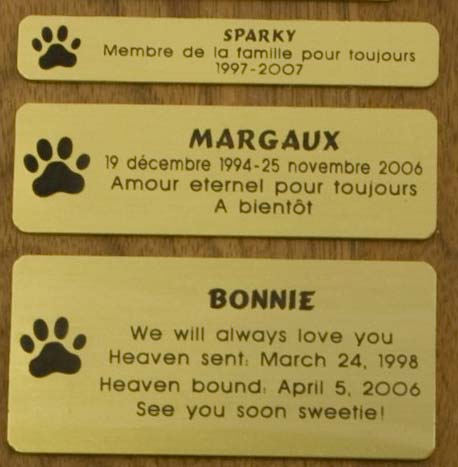 SPARKY
Membre de la famille pour toujours
1997-2007
MARGAUX
19 décembre 1994-25 novembre 2006
Amour eternel pour toujours
A bientôt
BONNIE
We will always love you
Heaven sent: March 24, 1998
Heaven bound: April 5, 2006
See you soon sweetie!